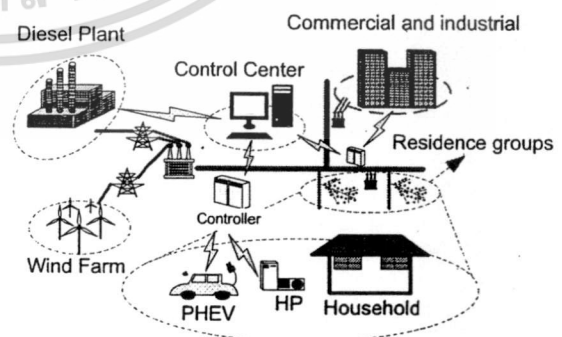 Commercial and industrial
Diesel Plant
Control Center
Residence groups
Controller
Wind Farm
PHEV
HP
Household